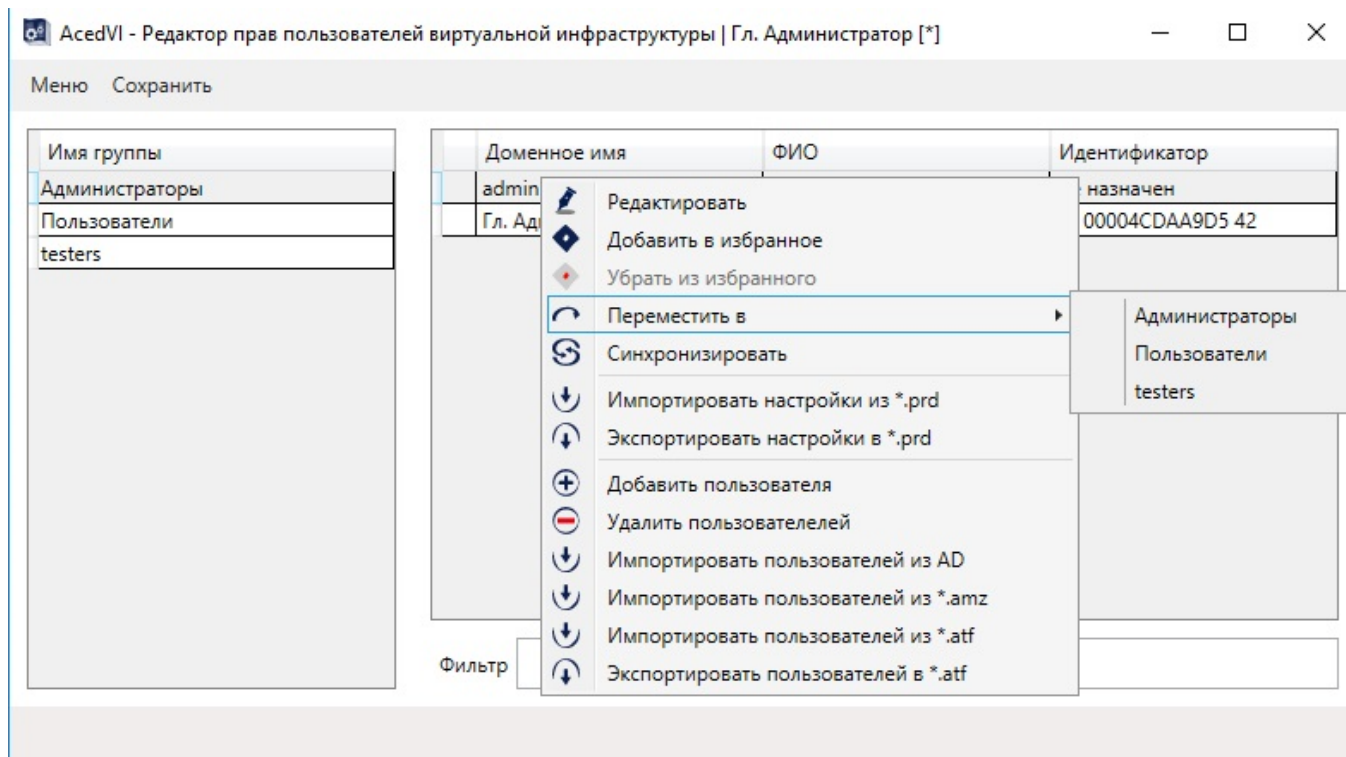 AcedVI - Редактор прав пользователей виртуальной инфраструктуры | Гл. Администратор [*]
Меню Сохранить
Имя группы
Администраторы
Пользователи
testers
Доменное имя ФИО Идентификатор
admin назначен
Гл. 00004CDAA9D5 42
Редактировать
Добавить в избранное
Убрать из избранного
Переместить в
Синхронизировать
Импортировать настройки из *.prd
Экспортировать настройки в *.prd
Добавить пользователя
Удалить пользователелей
Импортировать пользователей из AD
Импортировать пользователей из *.amz
Импортировать пользователей из *.atf
Экспортировать пользователей в *.atf
Администраторы
Пользователи
testers
Фильтр